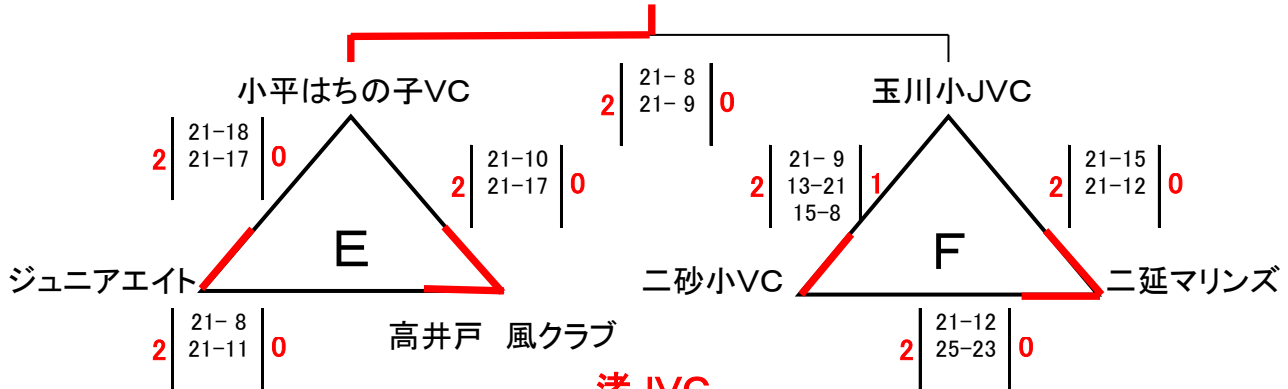 小平はちの子VC
2 21- 8 0
21- 9
玉川小JVC
2 21-18 0
21-17
2 21-10 0
21-17
2 21- 9 1
13-21
15-8
2 21-15 0
21-12
E
F
ジュニアエイト
高井戸 風クラブ
二砂小VC
二延マリンズ
2 21- 8 0
21-11
2 21-12 0
25-23
渚JVC